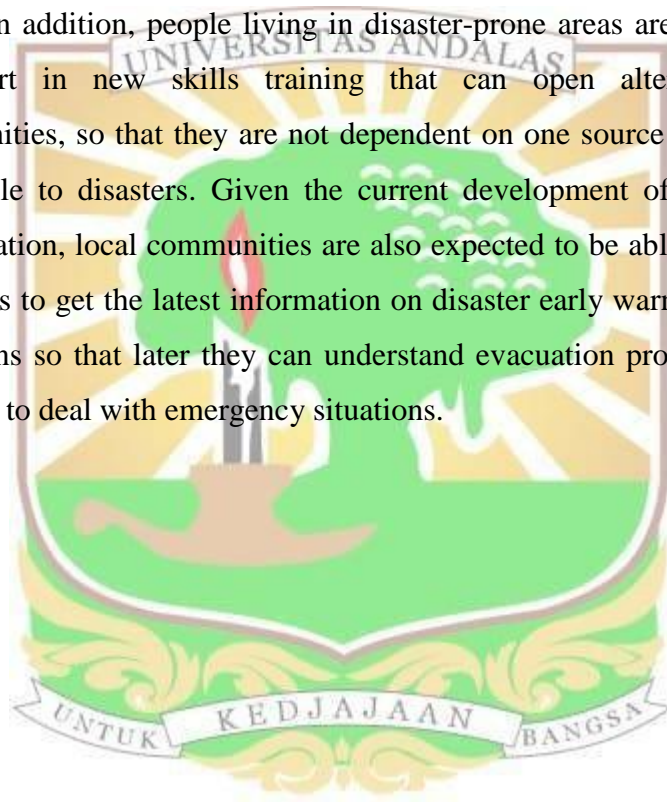 n addition, people living in disaster-prone areas are
UNIVERSITAS ANDALAS
rt in new skills training that can open alte
nities, so that they are not dependent on one source
le to disasters. Given the current development of
ation, local communities are also expected to be abl
s to get the latest information on disaster early warn
ns so that later they can understand evacuation pro
to deal with emergency situations.
UNTUK KEDJAJAAN BANGSA